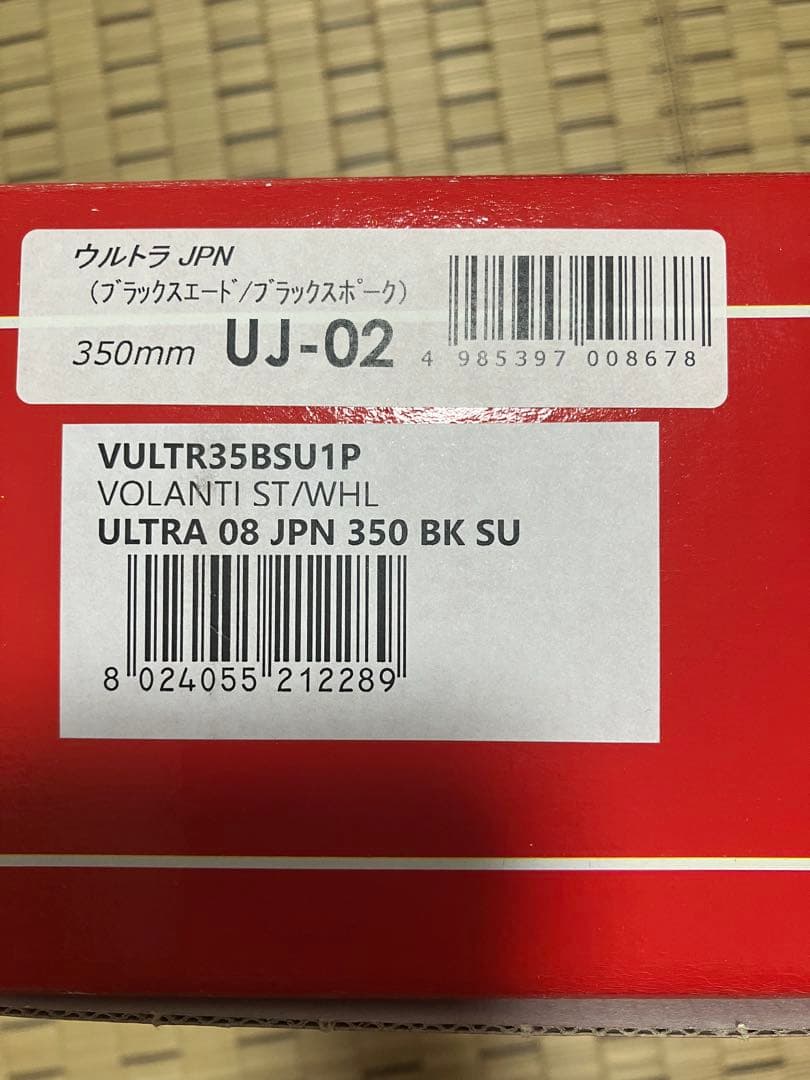 ウルトラ JPN
(ブラックスエード/ブラックスポーク)
350mm UJ-02
4 985397 008678
VULTR35BSU1P
VOLANTI ST/WHL
ULTRA 08 JPN 350 BK SU
8 024055 212289